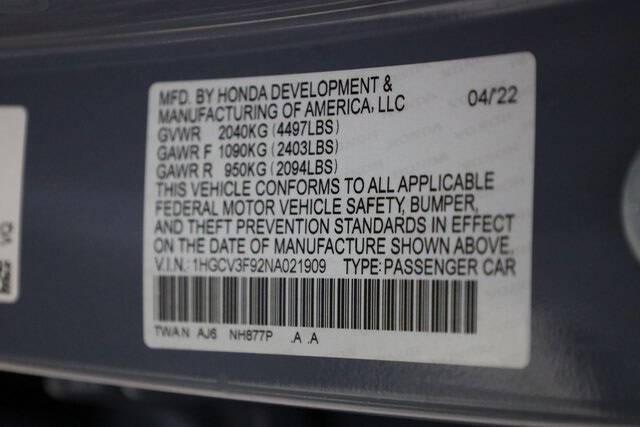 MFD. BY HONDA DEVELOPMENT &
MANUFACTURING OF AMERICA, LLC 04/22
GVWR 2040KG (4497LBS)
GAWR F 1090KG (2403LBS)
GAWR R 950KG (2094LBS)
THIS VEHICLE CONFORMS TO ALL APPLICABLE
FEDERAL MOTOR VEHICLE SAFETY, BUMPER,
AND THEFT PREVENTION STANDARDS IN EFFECT
ON THE DATE OF MANUFACTURE SHOWN ABOVE.
V.I.N.: 1HGCV3F92NA021909 TYPE: PASSENGER CAR
TWA N AJ6 NH877P .A .A